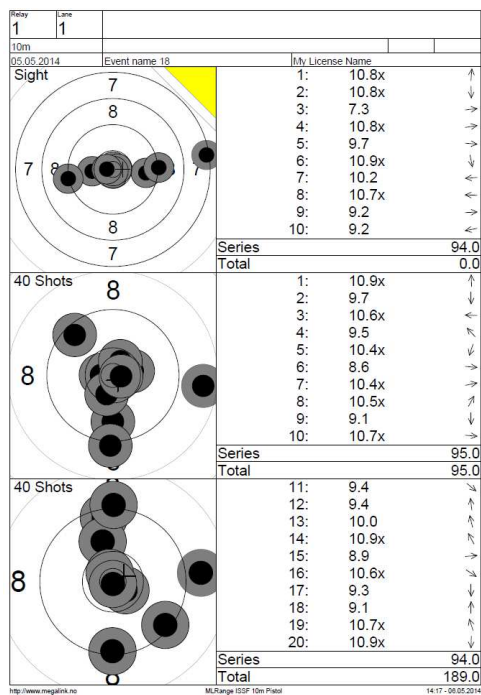 Relay
Lane
1
1
10m
05.05.2014
Event name 18
My License Name
Sight
7
8
7
8
7
8
7
1: 10.8x
2: 10.8x
3: 7.3
4: 10.8x
5: 9.7
6: 10.9x
7: 10.2
8: 10.7x
9: 9.2
10: 9.2
Series 94.0
Total 0.0
40 Shots
8
8
8
1: 10.9x
2: 9.7
3: 10.6x
4: 9.5
5: 10.4x
6: 8.6
7: 10.4x
8: 10.5x
9: 9.1
10: 10.7x
Series 95.0
Total 95.0
40 Shots
8
8
11: 9.4
12: 9.4
13: 10.0
14: 10.9x
15: 8.9
16: 10.6x
17: 9.3
18: 9.1
19: 10.7x
20: 10.9x
Series 94.0
Total 189.0
http://www.megalink.no
MLRange ISSF 10m Pistol
14:17 - 06.05.2014